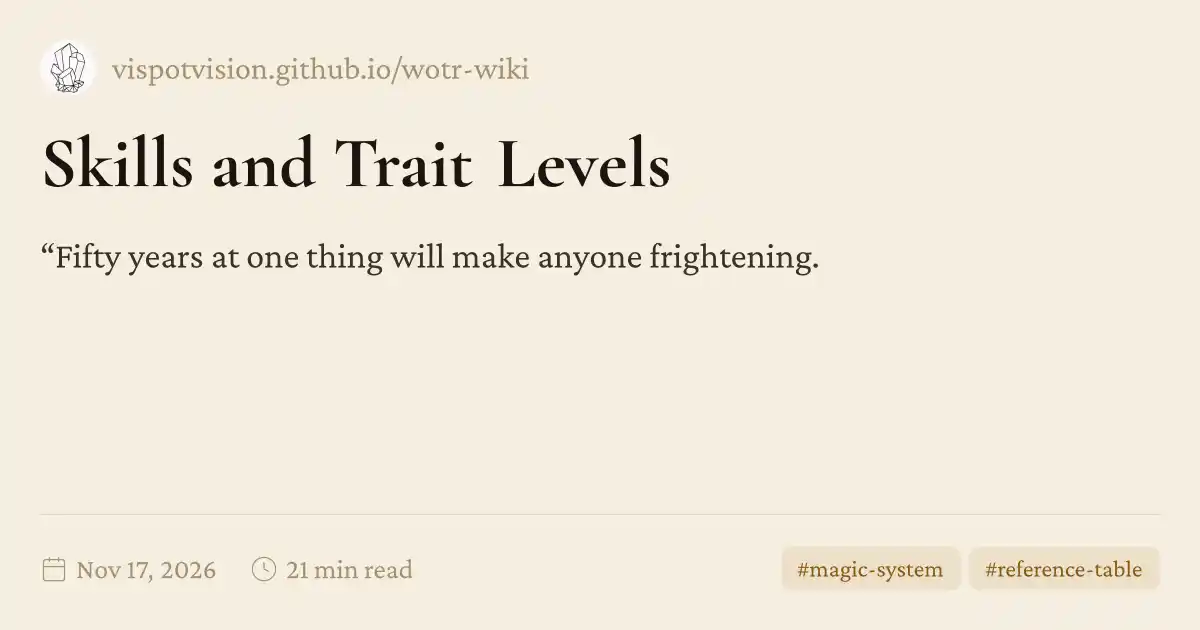 vispotvision.github.io/wotr-wiki
Skills and Trait Levels
“Fifty years at one thing will make anyone frightening.
Nov 17, 2026
21 min read
#magic-system
#reference-table